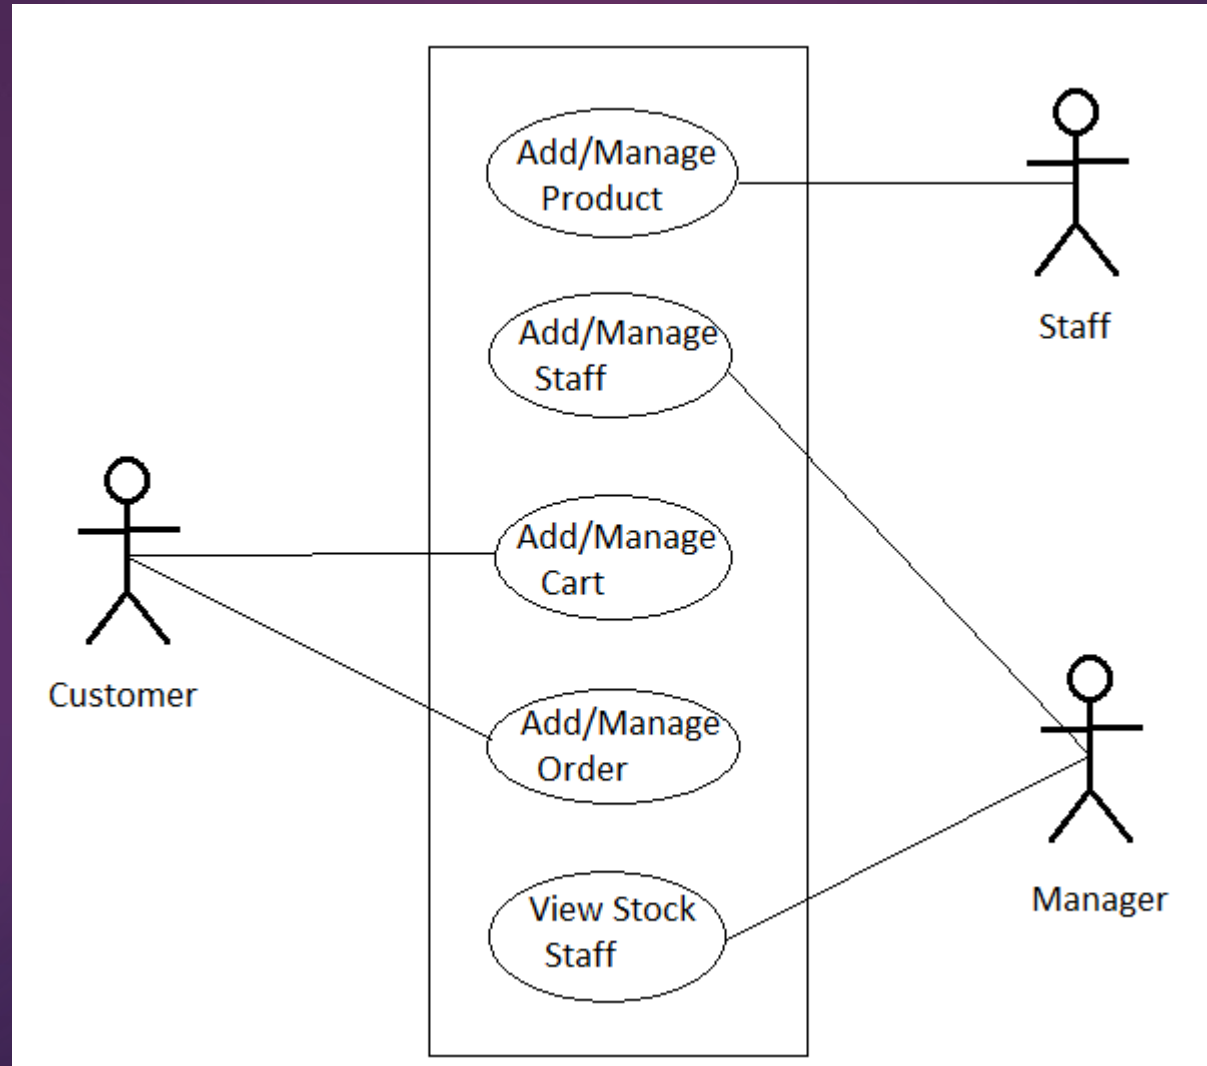 Add/Manage
Product
Staff
Add/Manage
Staff
Add/Manage
Cart
Customer
Add/Manage
Order
Manager
View Stock
Staff